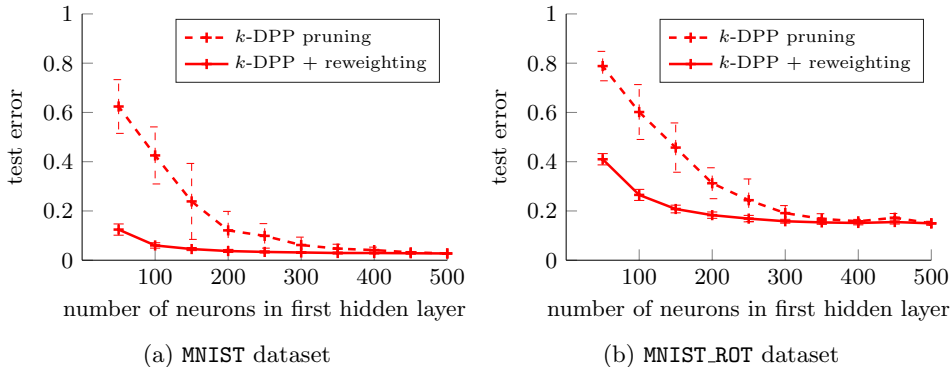 1
0.8
0.6
0.4
0.2
0
test error
100 200 300 400 500
number of neurons in first hidden layer
k-DPP pruning
k-DPP + reweighting
(a) MNIST dataset
1
0.8
0.6
0.4
0.2
0
test error
100 200 300 400 500
number of neurons in first hidden layer
k-DPP pruning
k-DPP + reweighting
(b) MNIST_ROT dataset